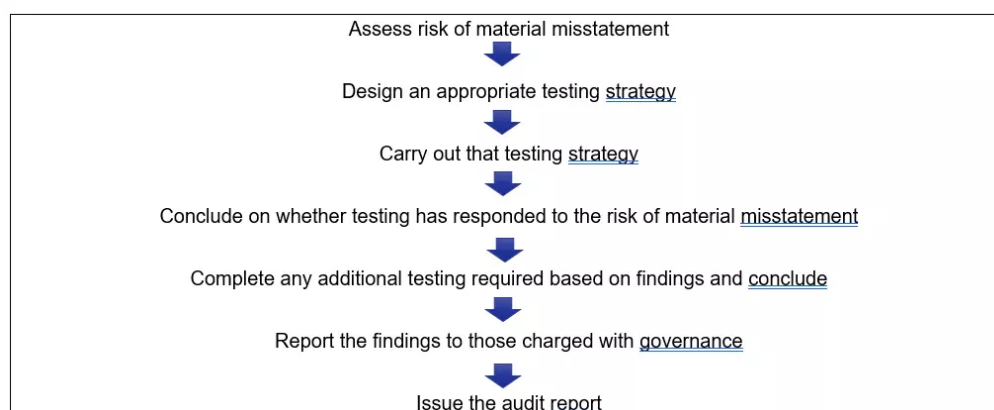 Assess risk of material misstatement
Design an appropriate testing strategy
Carry out that testing strategy
Conclude on whether testing has responded to the risk of material misstatement
Complete any additional testing required based on findings and conclude
Report the findings to those charged with governance
Issue the audit report